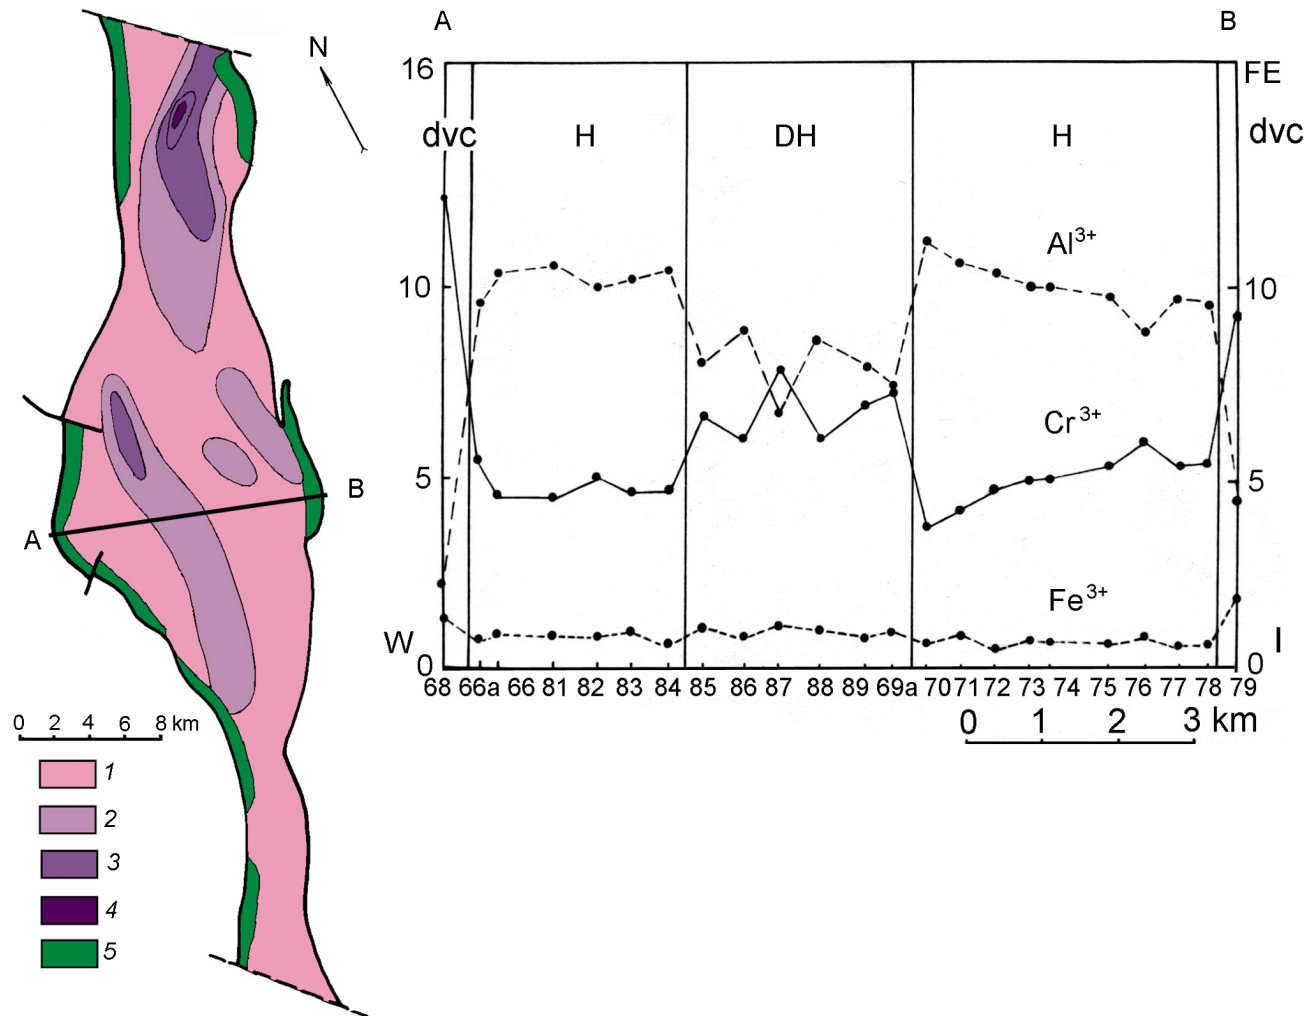 A
B
N
16
FE
dvc
H
DH
H
dvc
Al3+
10
10
Cr3+
B
5
5
A
Fe3+
W
I
0
0
68 66a 66 81 82 83 84 85 86 87 88 89 69a 70 71 72 73 74 75 76 77 78 79
0 1 2 3 km
0 2 4 6 8 km
1
2
3
4
5